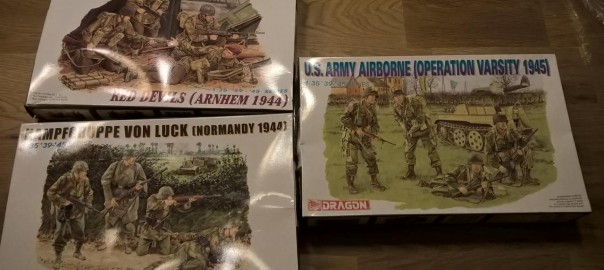 RED DEVILS (ARNHEM 1944)
KAMPFGRUPPE VON LUCK (NORMANDY 1944)
U.S. ARMY AIRBORNE (OPERATION VARSITY 1945)
DRAGON